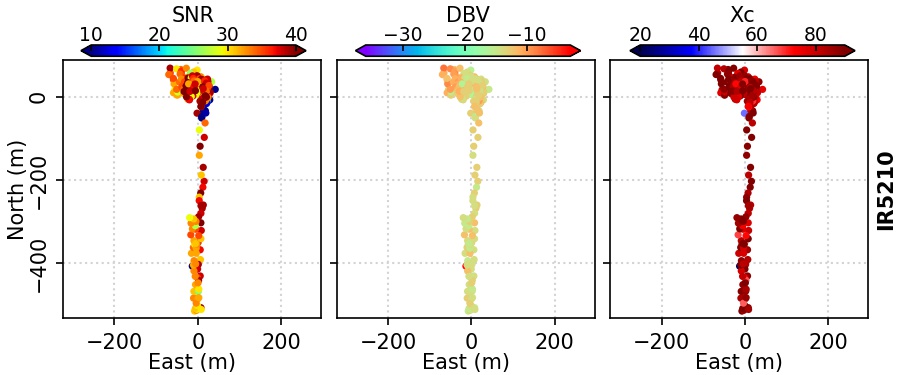 SNR DBV Xc
10 20 30 40 −30 −20 −10 20 40 60 80
North (m)
0
−200
−400
IR5210
−200 0 200 −200 0 200 −200 0 200
East (m) East (m) East (m)